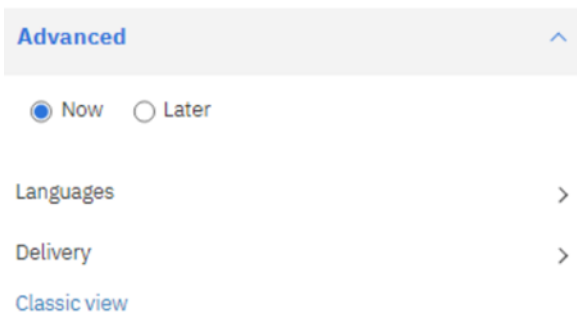 Advanced
Now Later
Languages
Delivery
Classic view